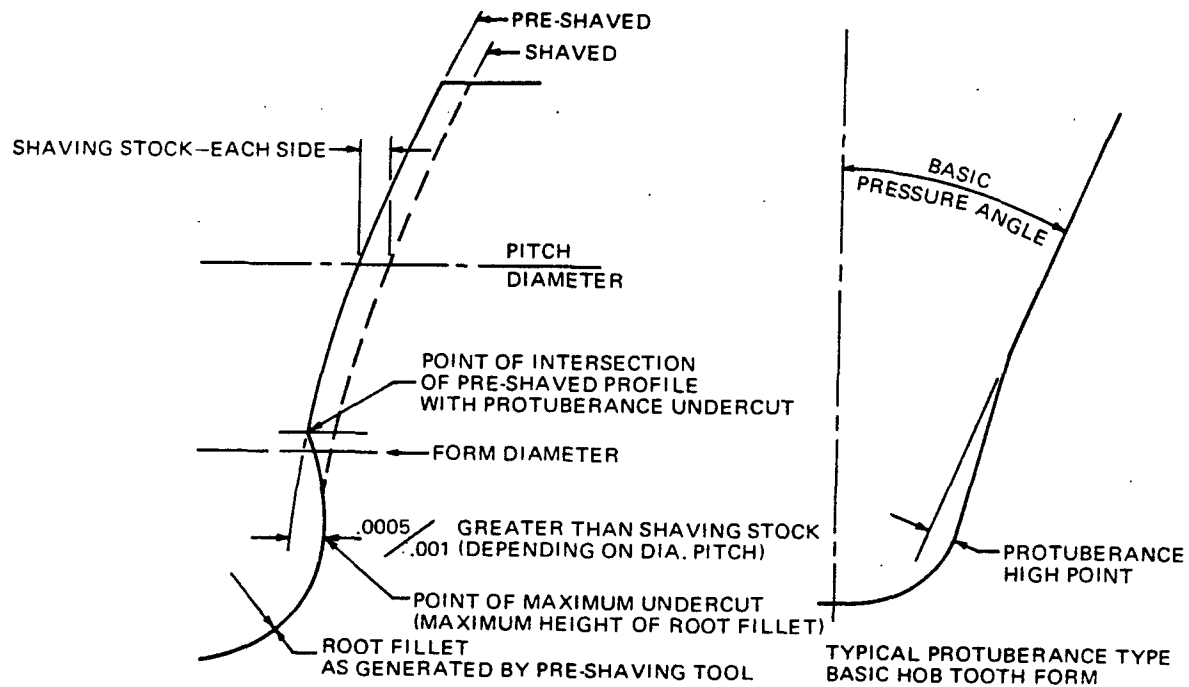 PRE-SHAVED
SHAVED
SHAVING STOCK—EACH SIDE
BASIC
PRESSURE ANGLE
PITCH
DIAMETER
POINT OF INTERSECTION
OF PRE-SHAVED PROFILE
WITH PROTUBERANCE UNDERCUT
FORM DIAMETER
.0005
.001 (DEPENDING ON DIA. PITCH)
GREATER THAN SHAVING STOCK
PROTUBERANCE
HIGH POINT
POINT OF MAXIMUM UNDERCUT
(MAXIMUM HEIGHT OF ROOT FILLET)
ROOT FILLET
AS GENERATED BY PRE-SHAVING TOOL
TYPICAL PROTUBERANCE TYPE
BASIC HOB TOOTH FORM